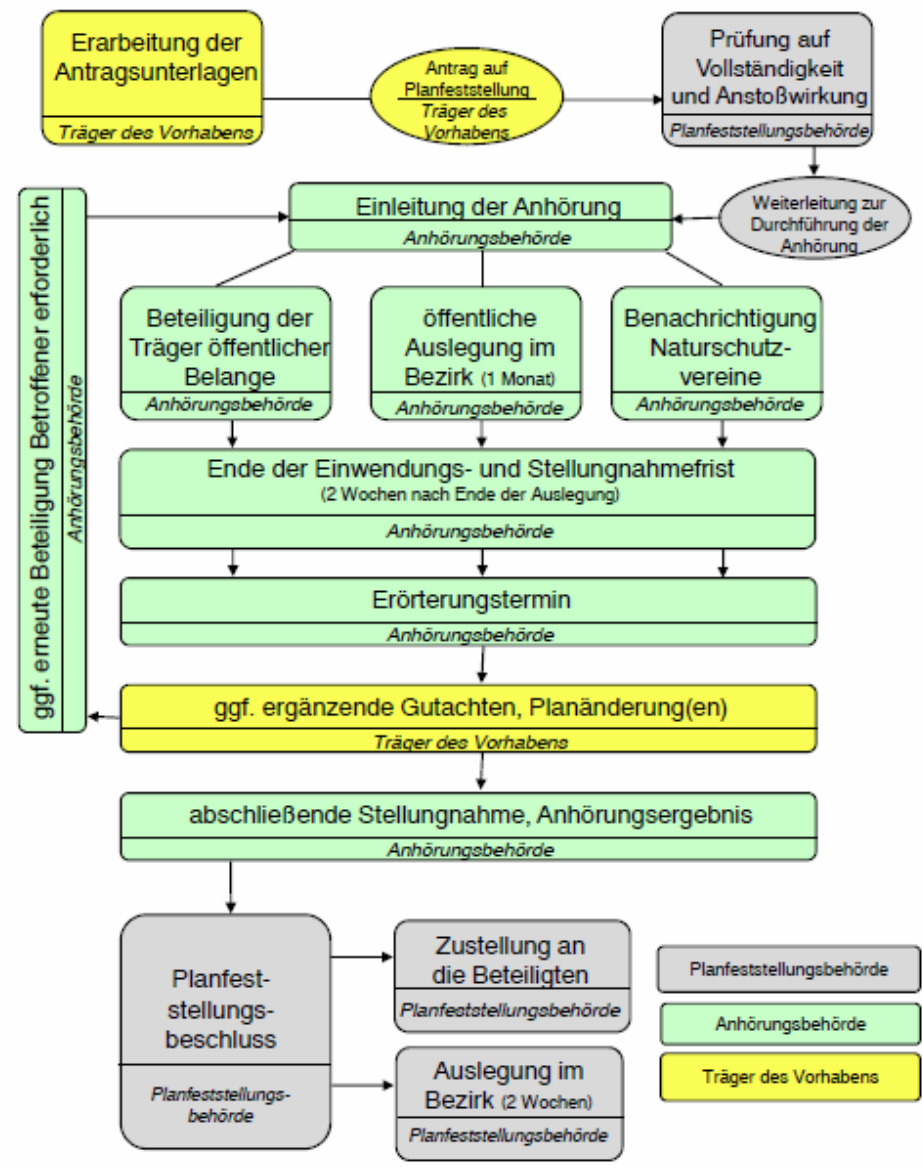 Erarbeitung der
Antragsunterlagen
Träger des Vorhabens
Antrag auf
Planfeststellung
Träger des
Vorhabens
Prüfung auf
Vollständigkeit
und Anstoßwirkung
Planfeststellungsbehörde
Weiterleitung zur
Durchführung der
Anhörung
ggf. erneute Beteiligung Betroffener erforderlich
Anhörungsbehörde
Einleitung der Anhörung
Anhörungsbehörde
Beteiligung der
Träger öffentlicher
Belange
Anhörungsbehörde
öffentliche
Auslegung im
Bezirk (1 Monat)
Anhörungsbehörde
Benachrichtigung
Naturschutz-
vereine
Anhörungsbehörde
Ende der Einwendungs- und Stellungnahmefrist
(2 Wochen nach Ende der Auslegung)
Anhörungsbehörde
Erörterungstermin
Anhörungsbehörde
ggf. ergänzende Gutachten, Planänderung(en)
Träger des Vorhabens
abschließende Stellungnahme, Anhörungsergebnis
Anhörungsbehörde
Planfest-
stellungs-
beschluss
Planfeststellungs-
behörde
Zustellung an
die Beteiligten
Planfeststellungsbehörde
Auslegung im
Bezirk (2 Wochen)
Planfeststellungsbehörde
Planfeststellungsbehörde
Anhörungsbehörde
Träger des Vorhabens